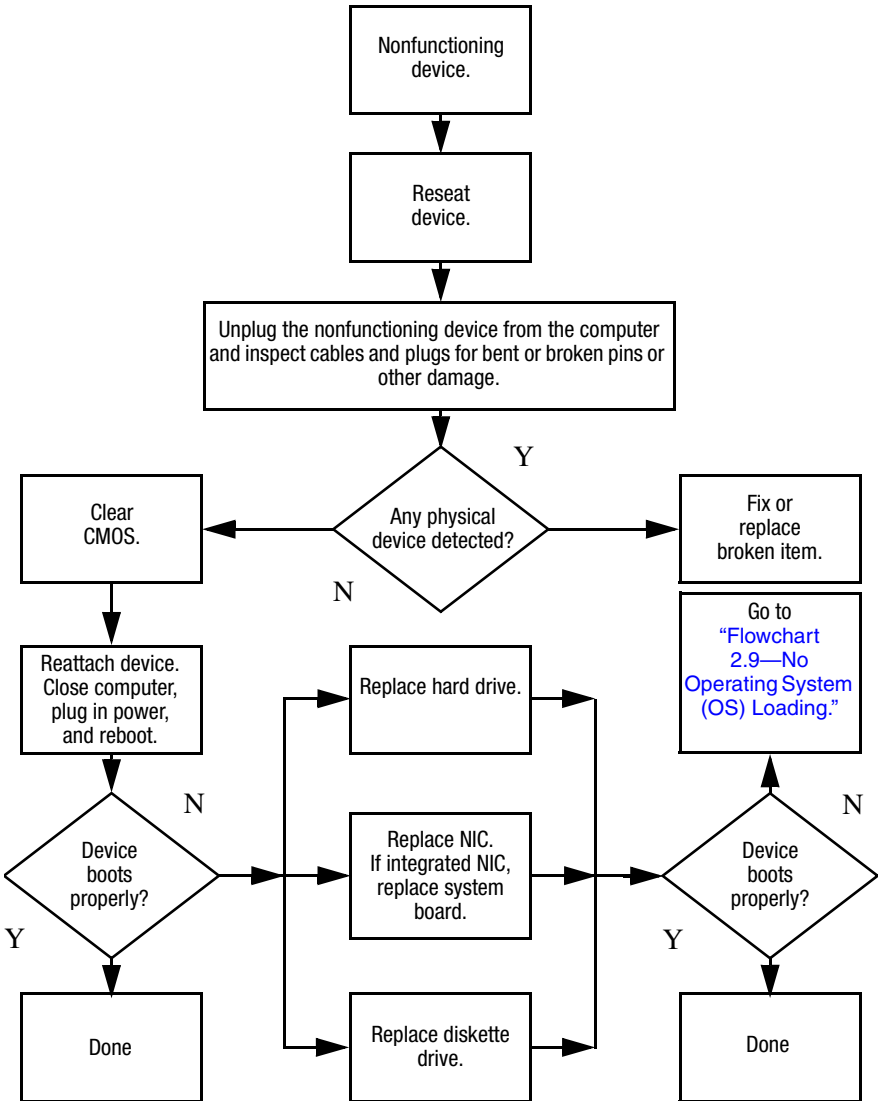 Nonfunctioning
device.
Reseat
device.
Unplug the nonfunctioning device from the computer
and inspect cables and plugs for bent or broken pins or
other damage.
Y
Clear
CMOS.
Any physical
device detected?
Fix or
replace
broken item.
N
Go to
“Flowchart
2.9—No
Operating System
(OS) Loading.”
Reattach device.
Close computer,
plug in power,
and reboot.
Replace hard drive.
N
N
Device
boots
properly?
Replace NIC.
If integrated NIC,
replace system
board.
Device
boots
properly?
Y
Y
Done
Replace diskette
drive.
Done